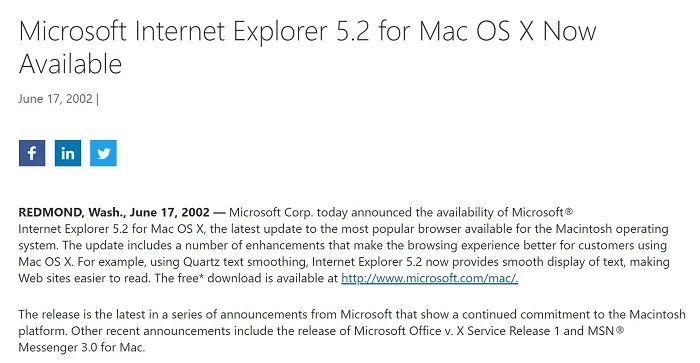 Microsoft Internet Explorer 5.2 for Mac OS X Now
Available
June 17, 2002 |
f in
REDMOND, Wash., June 17, 2002 — Microsoft Corp. today announced the availability of Microsoft®
Internet Explorer 5.2 for Mac OS X, the latest update to the most popular browser available for the Macintosh operating
system. The update includes a number of enhancements that make the browsing experience better for customers using
Mac OS X. For example, using Quartz text smoothing, Internet Explorer 5.2 now provides smooth display of text, making
Web sites easier to read. The free* download is available at http://www.microsoft.com/mac/.
The release is the latest in a series of announcements from Microsoft that show a continued commitment to the Macintosh
platform. Other recent announcements include the release of Microsoft Office v. X Service Release 1 and MSN®
Messenger 3.0 for Mac.